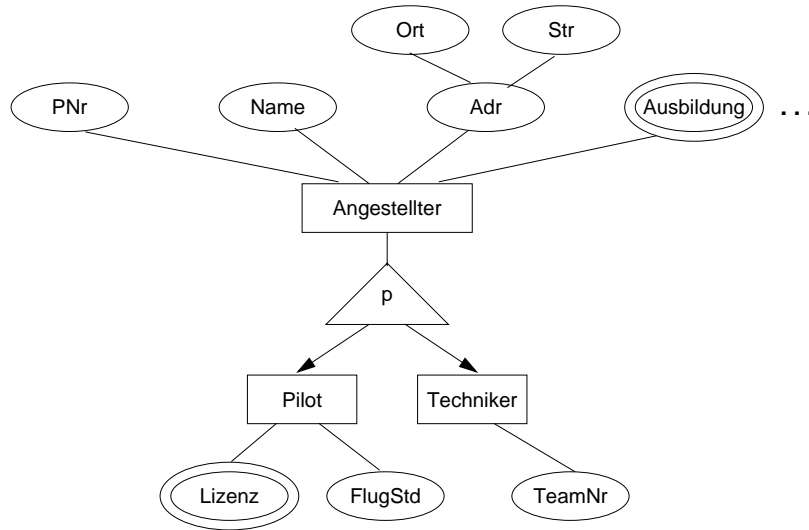 Ort Str
PNr Name Adr Ausbildung ...
Angestellter
p
Pilot Techniker
Lizenz FlugStd TeamNr